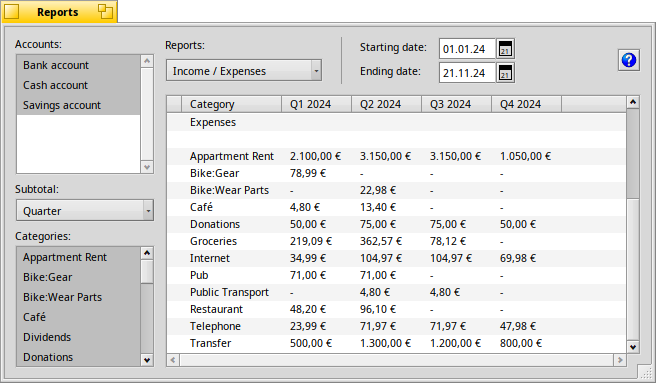 Reports
Accounts:
Bank account
Cash account
Savings account
Subtotal:
Quarter
Categories:
Appartment Rent
Bike:Gear
Bike:Wear Parts
Café
Dividends
Donations
Reports:
Income / Expenses
Starting date: 01.01.24 21
Ending date: 21.11.24 21
?
Category Q1 2024 Q2 2024 Q3 2024 Q4 2024
Expenses
Appartment Rent 2.100,00 € 3.150,00 € 3.150,00 € 1.050,00 €
Bike:Gear 78,99 € - - -
Bike:Wear Parts - 22,98 € - -
Café 4,80 € 13,40 € - -
Donations 50,00 € 75,00 € 75,00 € 50,00 €
Groceries 219,09 € 362,57 € 78,12 € -
Internet 34,99 € 104,97 € 104,97 € 69,98 €
Pub 71,00 € 71,00 € - -
Public Transport - 4,80 € 4,80 € -
Restaurant 48,20 € 96,10 € - -
Telephone 23,99 € 71,97 € 71,97 € 47,98 €
Transfer 500,00 € 1.300,00 € 1.200,00 € 800,00 €